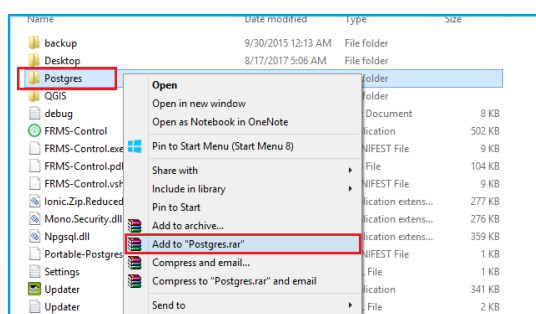 Name Date modified Type Size
backup 9/30/2015 12:13 AM File folder
Desktop 8/17/2017 5:06 AM File folder
Postgres folder
Open
QGIS folder
Open in new window
debug Document 8 KB
Open as Notebook in OneNote
FRMS-Control lication 502 KB
FRMS-Control.exe NIFEST File 9 KB
Pin to Start Menu (Start Menu 8)
FRMS-Control.pd File 104 KB
Share with
FRMS-Control.vsh NIFEST File 9 KB
Include in library
Ionic.Zip.Reduced lication extens... 277 KB
Pin to Start
Mono.Security.dll lication extens... 276 KB
Add to archive...
Npgsql.dll lication extens... 359 KB
Add to "Postgres.rar"
Portable-Postgres NIFEST File 1 KB
Compress and email...
Settings File 1 KB
Compress to "Postgres.rar" and email
Updater lication 341 KB
Send to
Updater File 2 KB